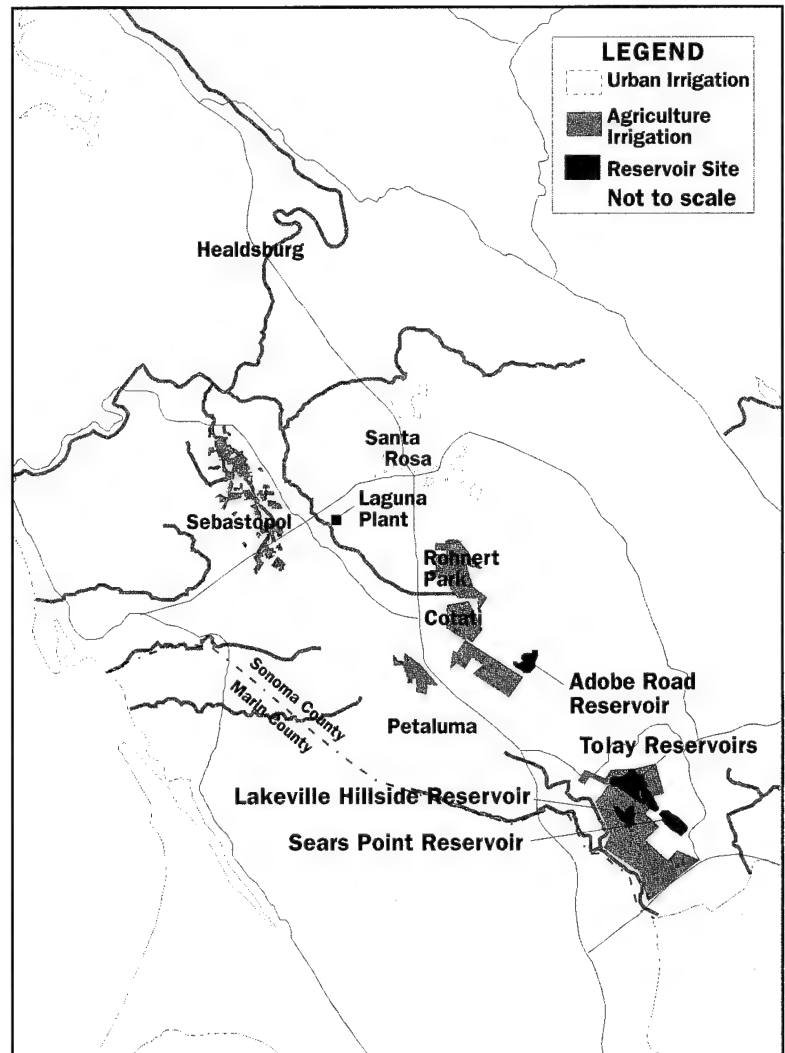 LEGEND
Urban Irrigation
Agriculture
Irrigation
Reservoir Site
Not to scale
Healdsburg
Santa
Rosa
Laguna
Plant
Sebastopol
Rohnert
Park
Cotati
Adobe Road
Reservoir
Sonoma County
Marin County
Petaluma
Tolay Reservoirs
Lakeville Hillside Reservoir
Sears Point Reservoir